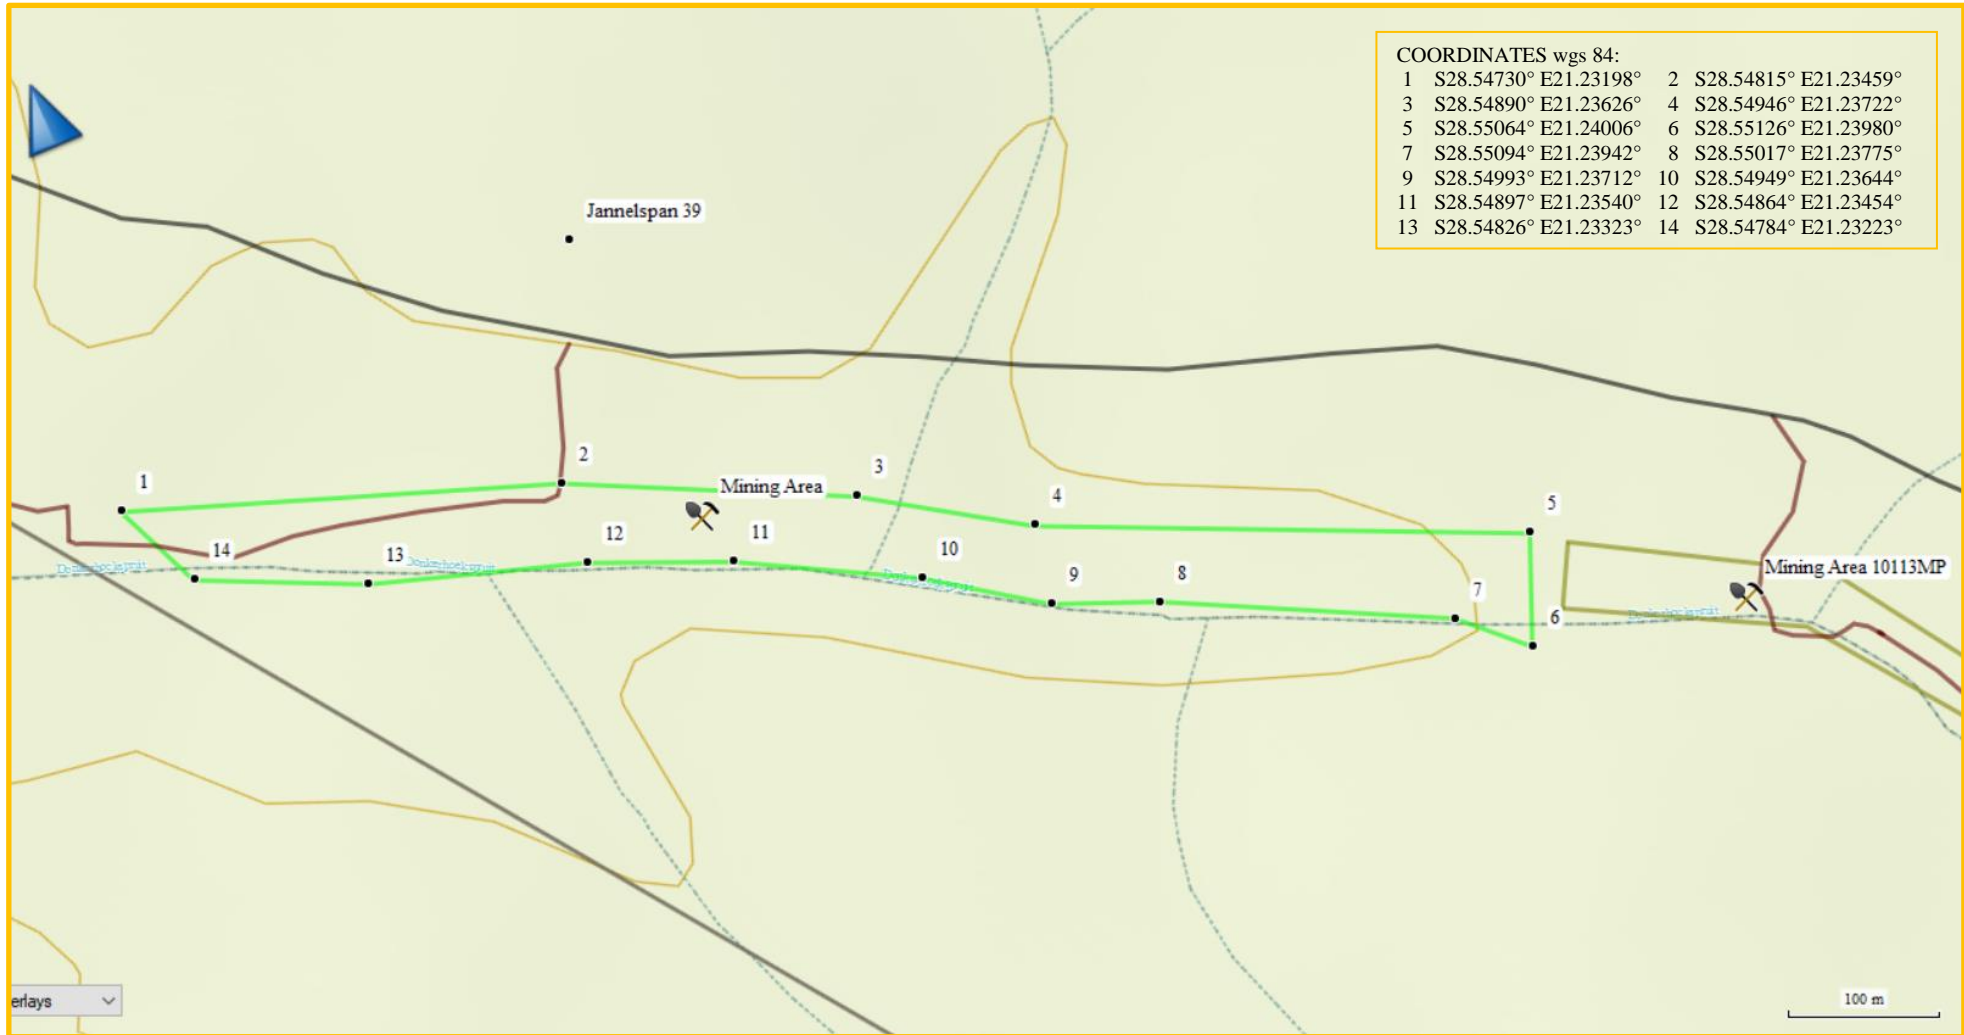 COORDINATES wgs 84:
1 S28.54730° E21.23198° 2 S28.54815° E21.23459°
3 S28.54890° E21.23626° 4 S28.54946° E21.23722°
5 S28.55064° E21.24006° 6 S28.55126° E21.23980°
7 S28.55094° E21.23942° 8 S28.55017° E21.23775°
9 S28.54993° E21.23712° 10 S28.54949° E21.23644°
11 S28.54897° E21.23540° 12 S28.54864° E21.23454°
13 S28.54826° E21.23323° 14 S28.54784° E21.23223°
Jannelspan 39
1
2
Mining Area
3
4
5
14
13
12
11
10
9
8
7
6
Mining Area 10113MP
Donkerhoekspruit
erlays
100 m